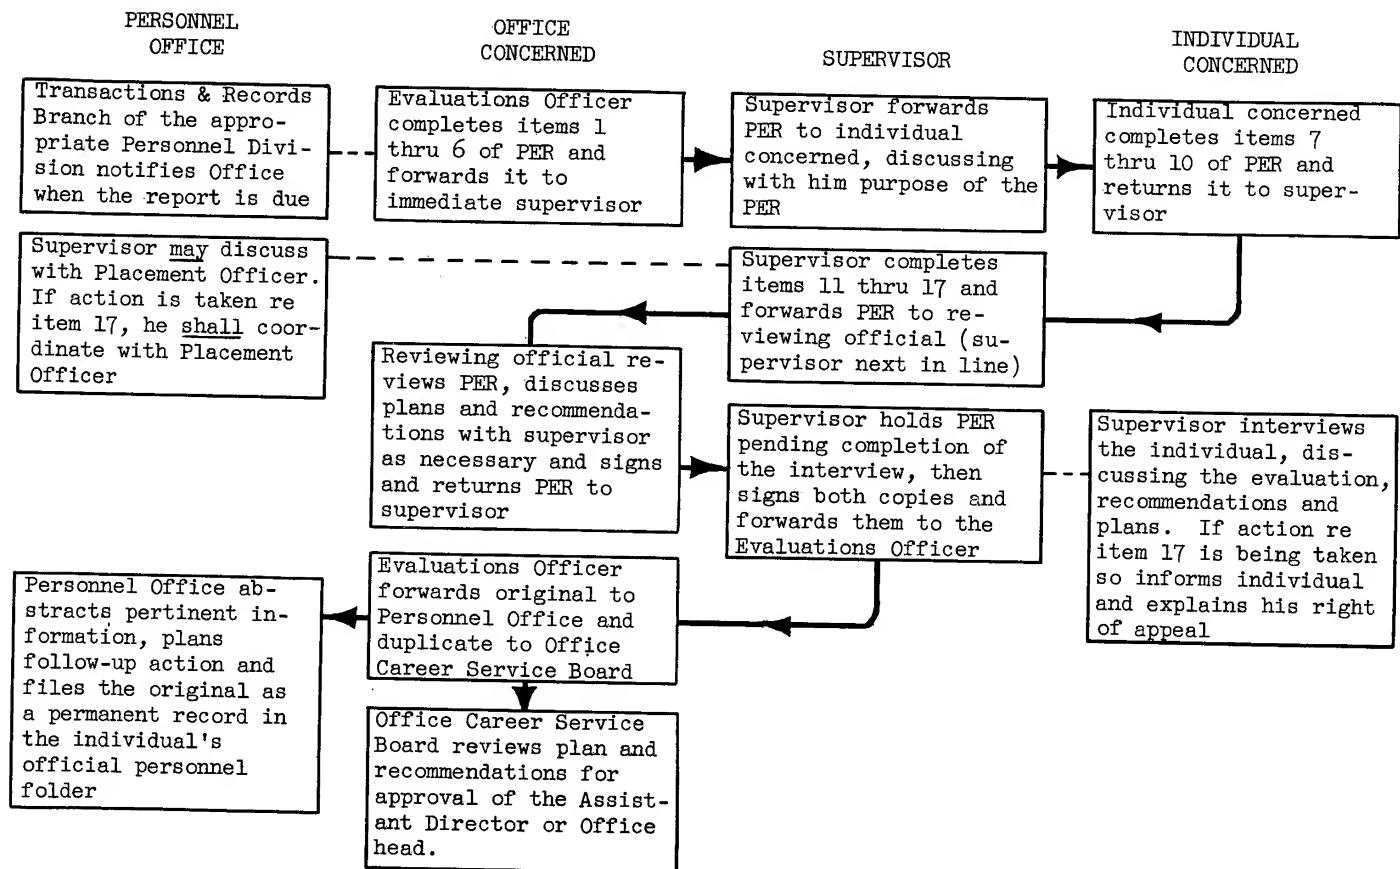 PERSONNEL
OFFICE
OFFICE
CONCERNED
SUPERVISOR
INDIVIDUAL
CONCERNED
Transactions & Records
Branch of the appro-
priate Personnel Divi-
sion notifies Office
when the report is due
Evaluations Officer
completes items 1
thru 6 of PER and
forwards it to
immediate supervisor
Supervisor forwards
PER to individual
concerned, discussing
with him purpose of the
PER
Individual concerned
completes items 7
thru 10 of PER and
returns it to super-
visor
Supervisor may discuss
with Placement Officer.
If action is taken re
item 17, he shall coor-
dinate with Placement
Officer
Supervisor completes
items 11 thru 17 and
forwards PER to re-
viewing official (su-
pervisor next in line)
Reviewing official re-
views PER, discusses
plans and recommenda-
tions with supervisor
as necessary and signs
and returns PER to
supervisor
Supervisor holds PER
pending completion of
the interview, then
signs both copies and
forwards them to the
Evaluations Officer
Supervisor interviews
the individual, dis-
cussing the evaluation,
recommendations and
plans. If action re
item 17 is being taken
so informs individual
and explains his right
of appeal
Evaluations Officer
forwards original to
Personnel Office and
duplicate to Office
Career Service Board
Personnel Office ab-
stracts pertinent in-
formation, plans
follow-up action and
files the original as
a permanent record in
the individual's
official personnel
folder
Office Career Service
Board reviews plan and
recommendations for
approval of the Assist-
ant Director or Office
head.